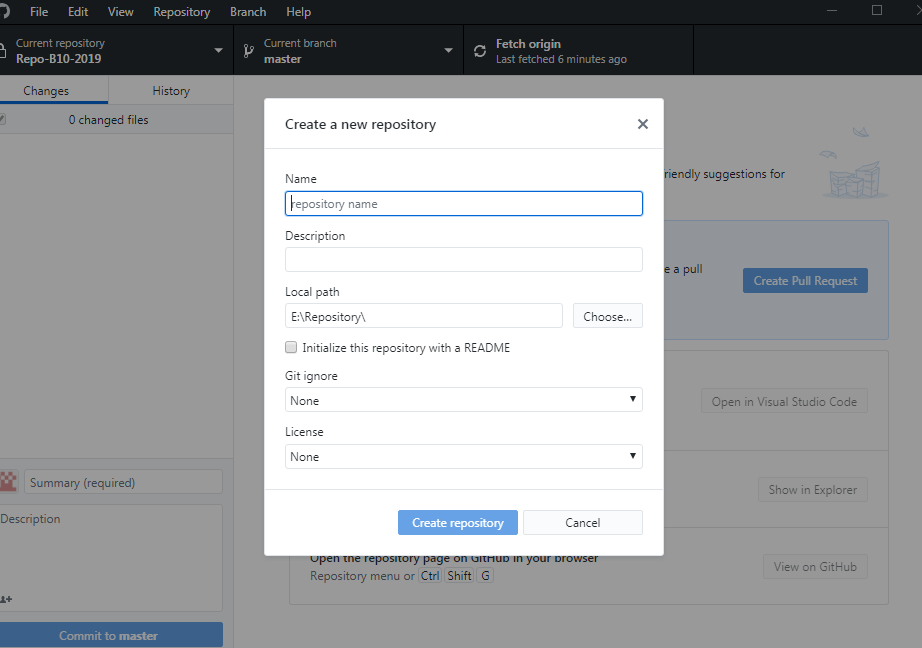 File Edit View Repository Branch Help
Current repository
Repo-B10-2019
Current branch
master
Fetch origin
Last fetched 6 minutes ago
Changes History
0 changed files
Summary (required)
Description
Commit to master
Create a new repository
Name
repository name
Description
Local path
E:\Repository\
Choose...
Initialize this repository with a README
Git ignore
None
License
None
Create repository Cancel
riendly suggestions for
e a pull
Create Pull Request
Open in Visual Studio Code
Show in Explorer
Open the repository page on GitHub in your browser
Repository menu or Ctrl Shift G
View on GitHub